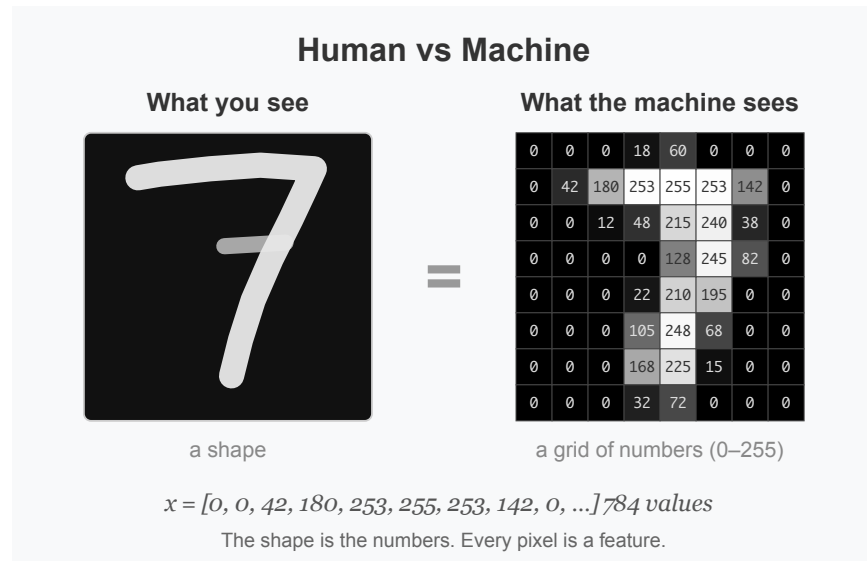 Human vs Machine
What you see
What the machine sees
0 0 0 18 60 0 0 0
0 42 180 253 255 253 142 0
0 0 12 48 215 240 38 0
0 0 0 0 128 245 82 0
0 0 0 22 210 195 0 0
0 0 0 105 248 68 0 0
0 0 0 168 225 15 0 0
0 0 0 32 72 0 0 0
7
=
a shape
a grid of numbers (0–255)
x = [0, 0, 42, 180, 253, 255, 253, 142, 0, ...] 784 values
The shape is the numbers. Every pixel is a feature.